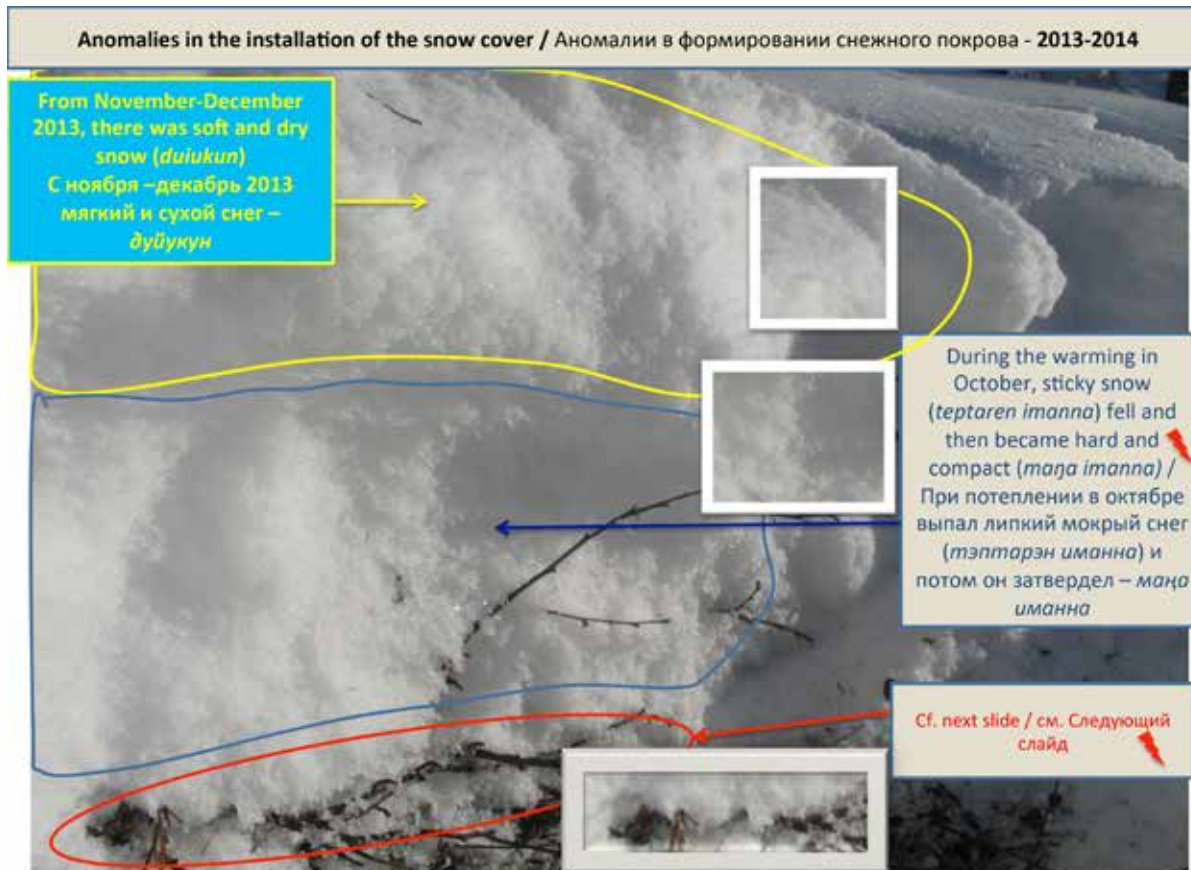 Anomalies in the installation of the snow cover / Аномалии в формировании снежного покрова - 2013-2014
From November-December
2013, there was soft and dry
snow (duiukun)
С ноября –декабрь 2013
мягкий и сухой снег –
дуйукун
During the warming in
October, sticky snow
(teptaren imanna) fell and
then became hard and
compact (maŋa imanna) /
При потеплении в октябре
выпал липкий мокрый снег
(тэптарэн иманна) и
потом он затвердел – маӈа
иманна
Cf. next slide / см. Следующий
слайд